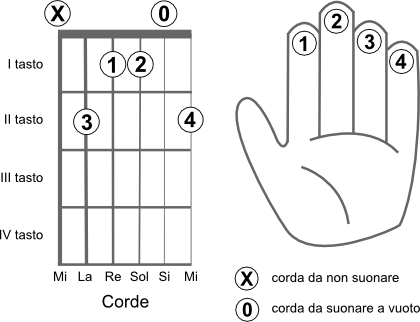 X 0
I tasto 1 2
II tasto 3 4
III tasto
IV tasto
Mi La Re Sol Si Mi
Corde
1 2 3 4
X corda da non suonare
0 corda da suonare a vuoto